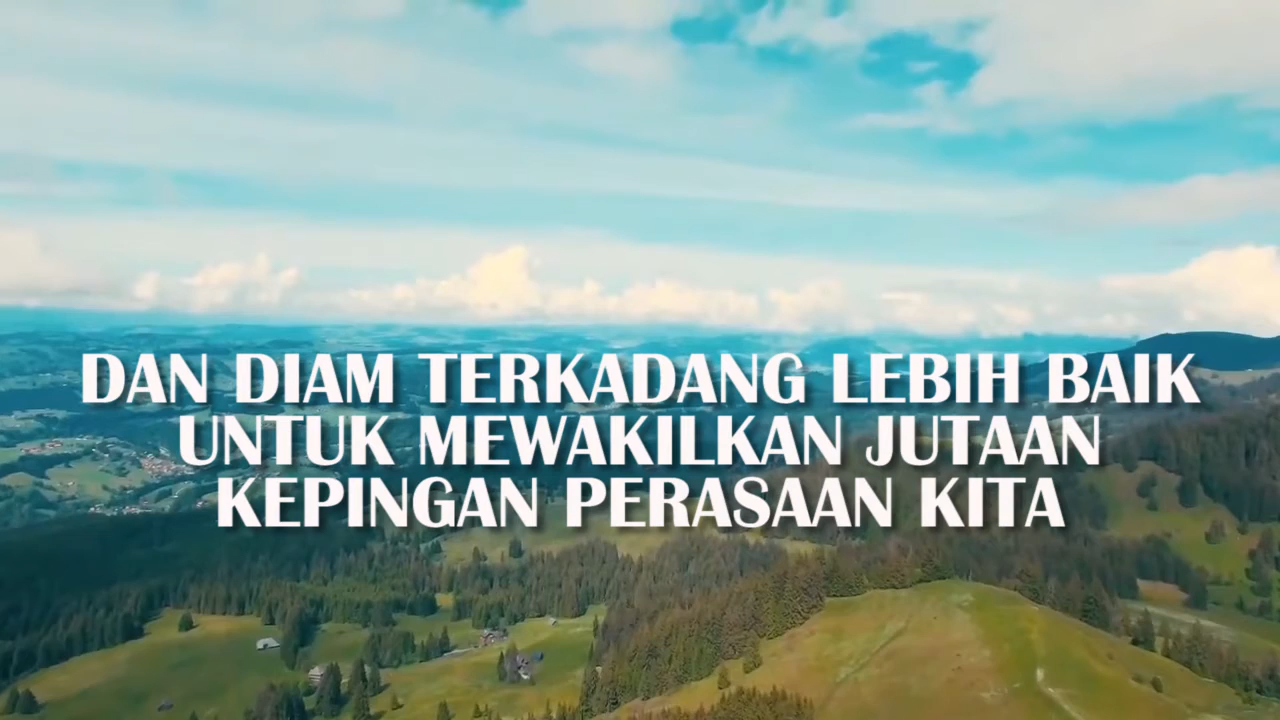 DAN DIAM TERKADANG LEBIH BAIK
UNTUK MEWAKILKAN JUTAAN
KEPINGAN PERASAAN KITA